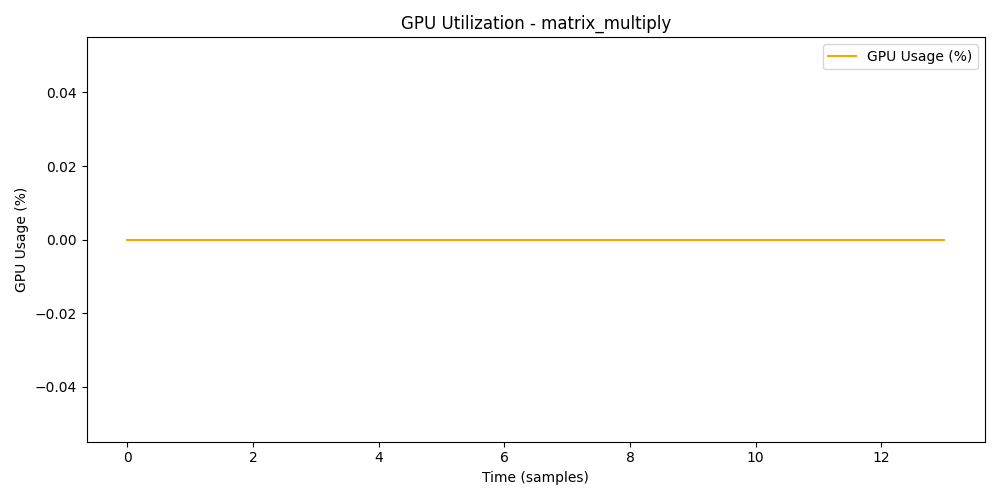 GPU Utilization - matrix_multiply
GPU Usage (%)
GPU Usage (%)
0.04
0.02
0.00
−0.02
−0.04
0 2 4 6 8 10 12
Time (samples)